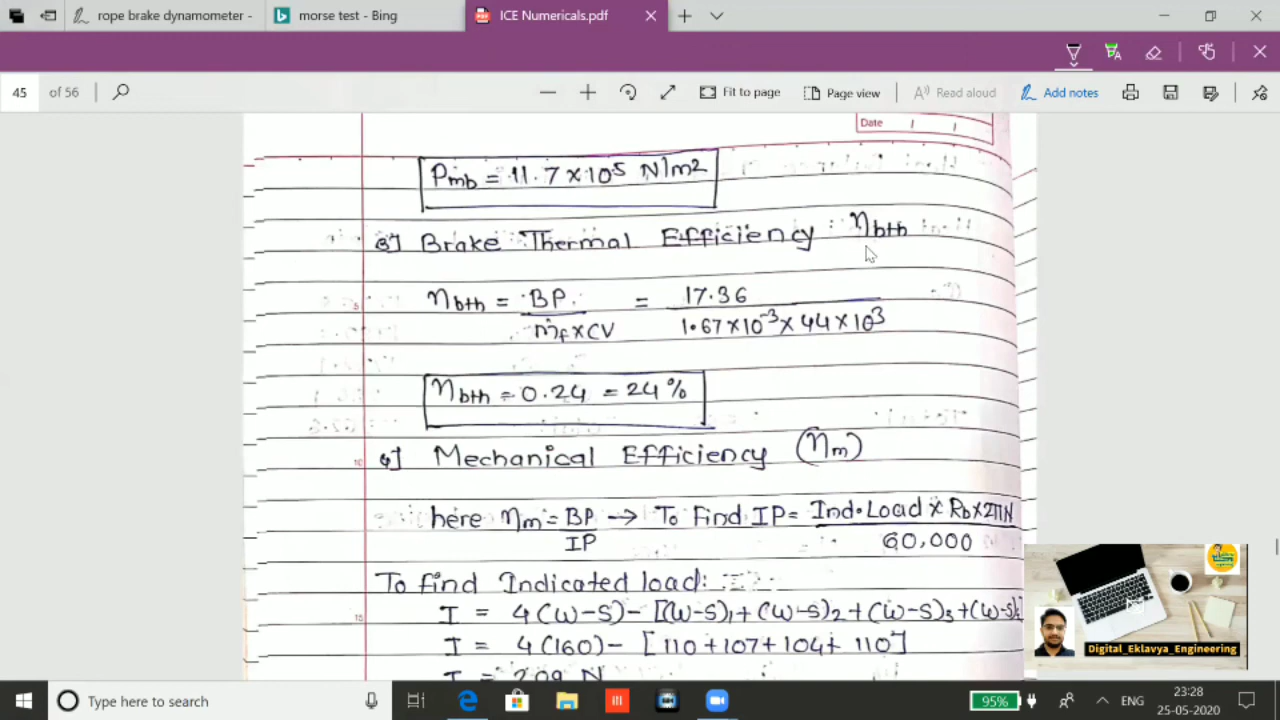 rope brake dynamometer -
morse test - Bing
ICE Numericals.pdf
45 of 56
Fit to page
Page view
Read aloud
Add notes
Date / /
Pmb = 11.7 x 10⁵ N/m2
3] Brake Thermal Efficiency : ηbth
ηbth = BP / ṁf x CV = 17.36 / 1.67 x 10⁻³ x 44 x 10³
ηbth = 0.24 = 24 %
4] Mechanical Efficiency (ηm)
here ηm = BP / IP → To Find IP = Ind. Load x Rb x 2πN / 60,000
To find Indicated load:
I = 4(W-S) - [(W-S)1 + (W-S)2 + (W-S)3 + (W-S)4]
I = 4(160) - [110 + 107 + 104 + 110]
I = 209 N
Digital_Eklavya_Engineering
Type here to search
95%
ENG
23:28
25-05-2020